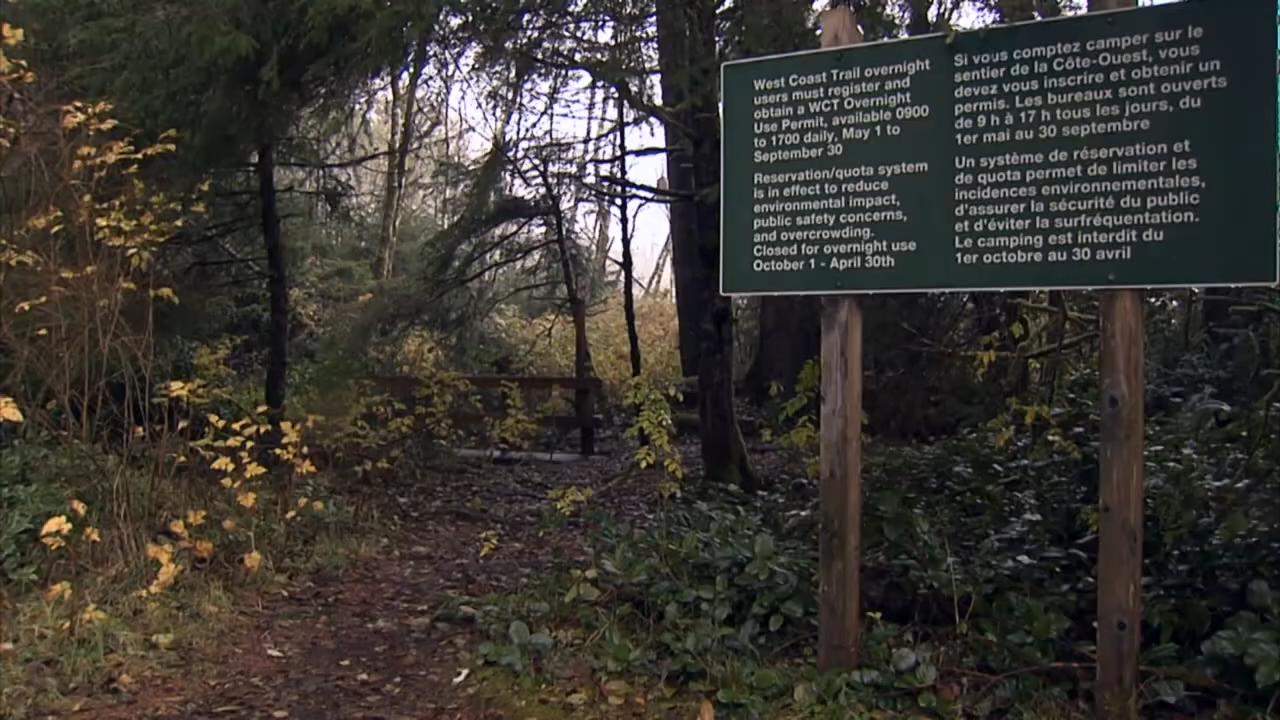 West Coast Trail overnight
users must register and
obtain a WCT Overnight
Use Permit, available 0900
to 1700 daily, May 1 to
September 30
Reservation/quota system
is in effect to reduce
environmental impact,
public safety concerns,
and overcrowding.
Closed for overnight use
October 1 - April 30th
Si vous comptez camper sur le
sentier de la Côte-Ouest, vous
devez vous inscrire et obtenir un
permis. Les bureaux sont ouverts
de 9 h à 17 h tous les jours, du
1er mai au 30 septembre
Un système de réservation et
de quota permet de limiter les
incidences environnementales,
d'assurer la sécurité du public
et d'éviter la surfréquentation.
Le camping est interdit du
1er octobre au 30 avril